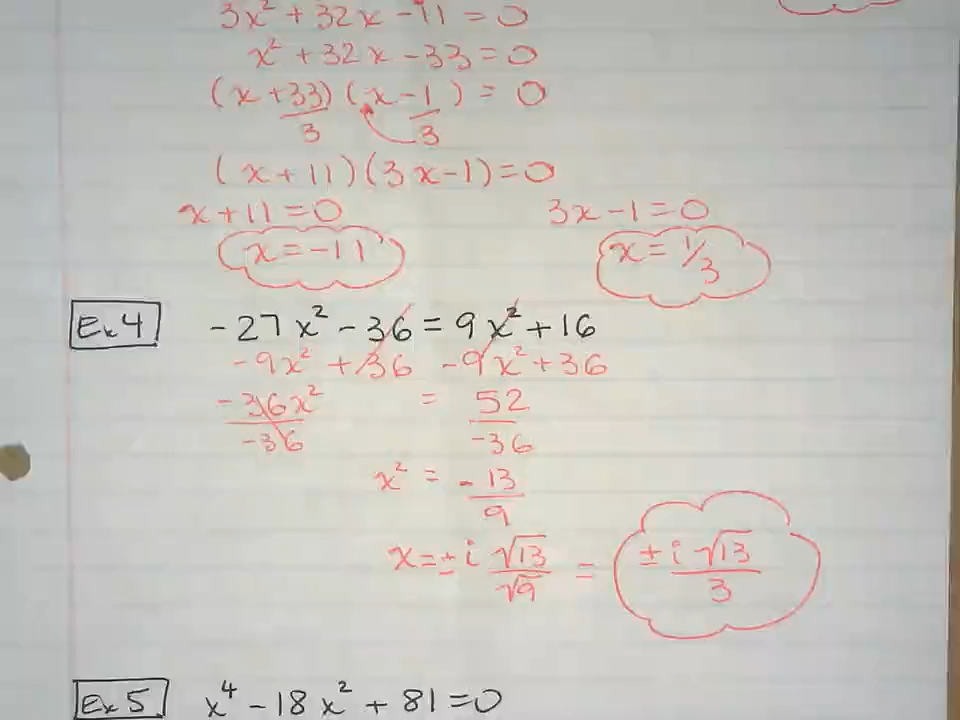 3x² + 32x - 11 = 0
x² + 32x - 33 = 0
(x + 33/3) (x - 1/3) = 0
(x + 11)(3x - 1) = 0
x + 11 = 0 3x - 1 = 0
x = -11 x = 1/3
Ex 4 -27x² - 36 = 9x² + 16
-9x² + 36 -9x² + 36
-36x²/-36 = 52/-36
x² = -13/9
x = ± i √13/√9 = ± i √13/3
Ex 5 x⁴ - 18x² + 81 = 0